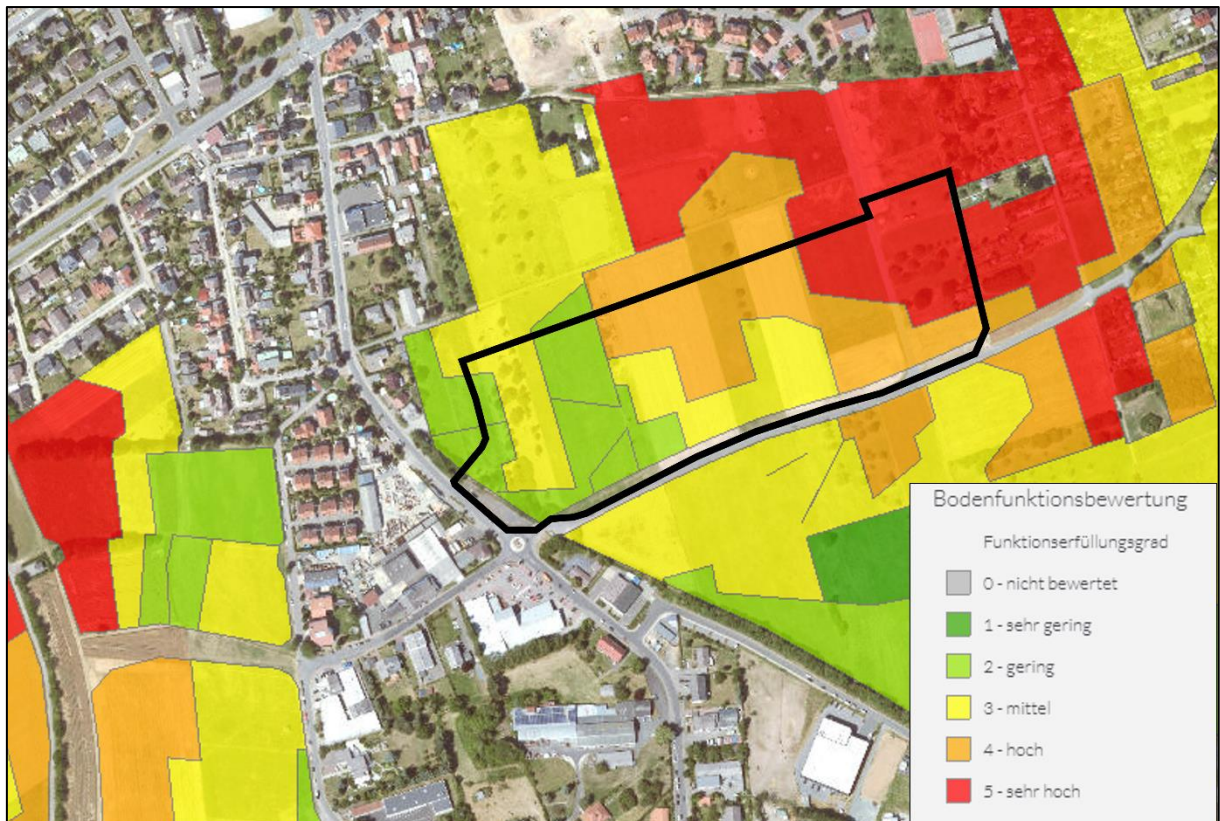 Bodenfunktionsbewertung
Funktionserfüllungsgrad
0 - nicht bewertet
1 - sehr gering
2 - gering
3 - mittel
4 - hoch
5 - sehr hoch